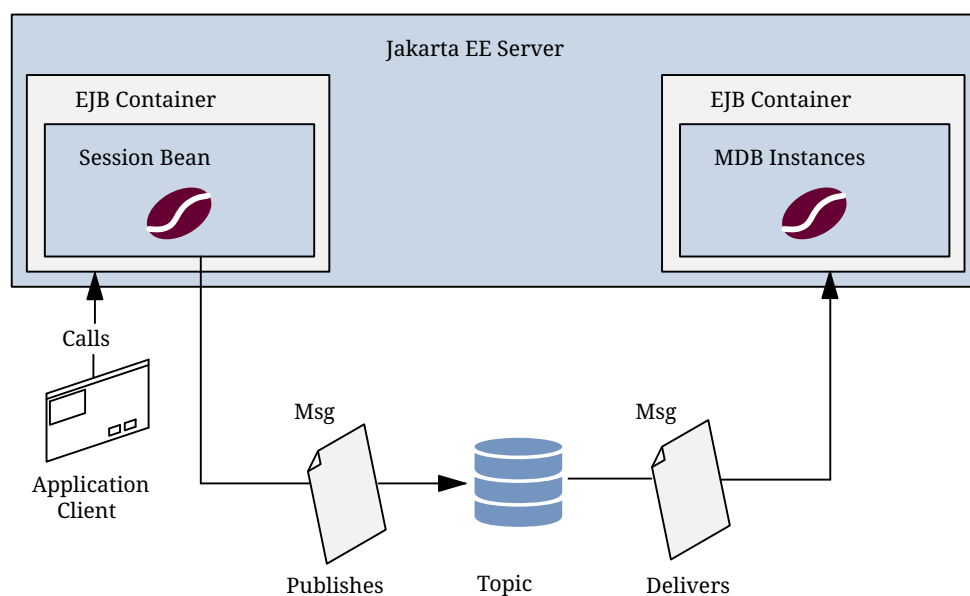 Jakarta EE Server
EJB Container
EJB Container
Session Bean
MDB Instances
Calls
Msg
Msg
Application
Client
Publishes
Topic
Delivers